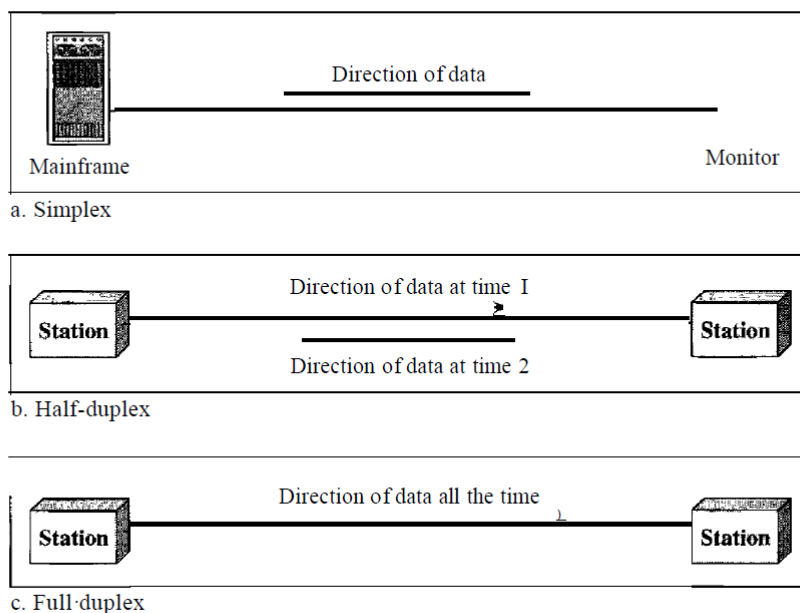 Direction of data
Mainframe
Monitor
a. Simplex
Direction of data at time I
Station
Station
Direction of data at time 2
b. Half-duplex
Direction of data all the time
Station
Station
c. Full·duplex